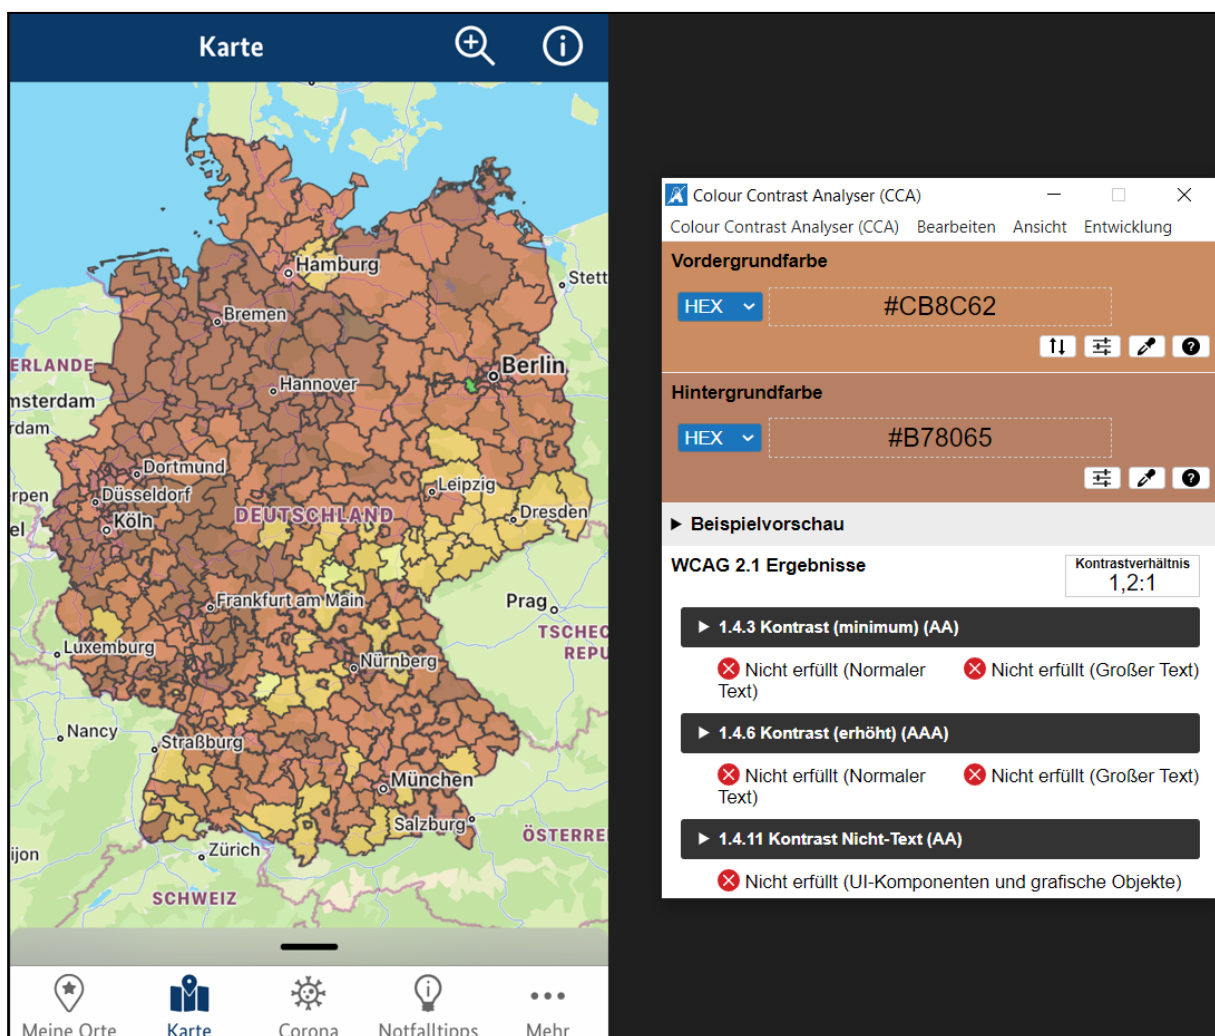 Karte
Hamburg
Stett
Bremen
ERLANDE
Berlin
Hannover
msterdam
rdam
Dortmund
Leipzig
rpen
Düsseldorf
DEUTSCHLAND
Dresden
el
Köln
Frankfurt am Main
Prag
TSCHEC
REPU
Luxemburg
Nürnberg
Nancy
Straßburg
München
Salzburg
ÖSTERRE
ijon
Zürich
SCHWEIZ
Meine Orte
Karte
Corona
Notfalltipps
Mehr
Colour Contrast Analyser (CCA)
Colour Contrast Analyser (CCA) Bearbeiten Ansicht Entwicklung
Vordergrundfarbe
HEX #CB8C62
Hintergrundfarbe
HEX #B78065
Beispielvorschau
WCAG 2.1 Ergebnisse
Kontrastverhältnis
1,2:1
1.4.3 Kontrast (minimum) (AA)
Nicht erfüllt (Normaler
Text)
Nicht erfüllt (Großer Text)
1.4.6 Kontrast (erhöht) (AAA)
Nicht erfüllt (Normaler
Text)
Nicht erfüllt (Großer Text)
1.4.11 Kontrast Nicht-Text (AA)
Nicht erfüllt (UI-Komponenten und grafische Objekte)